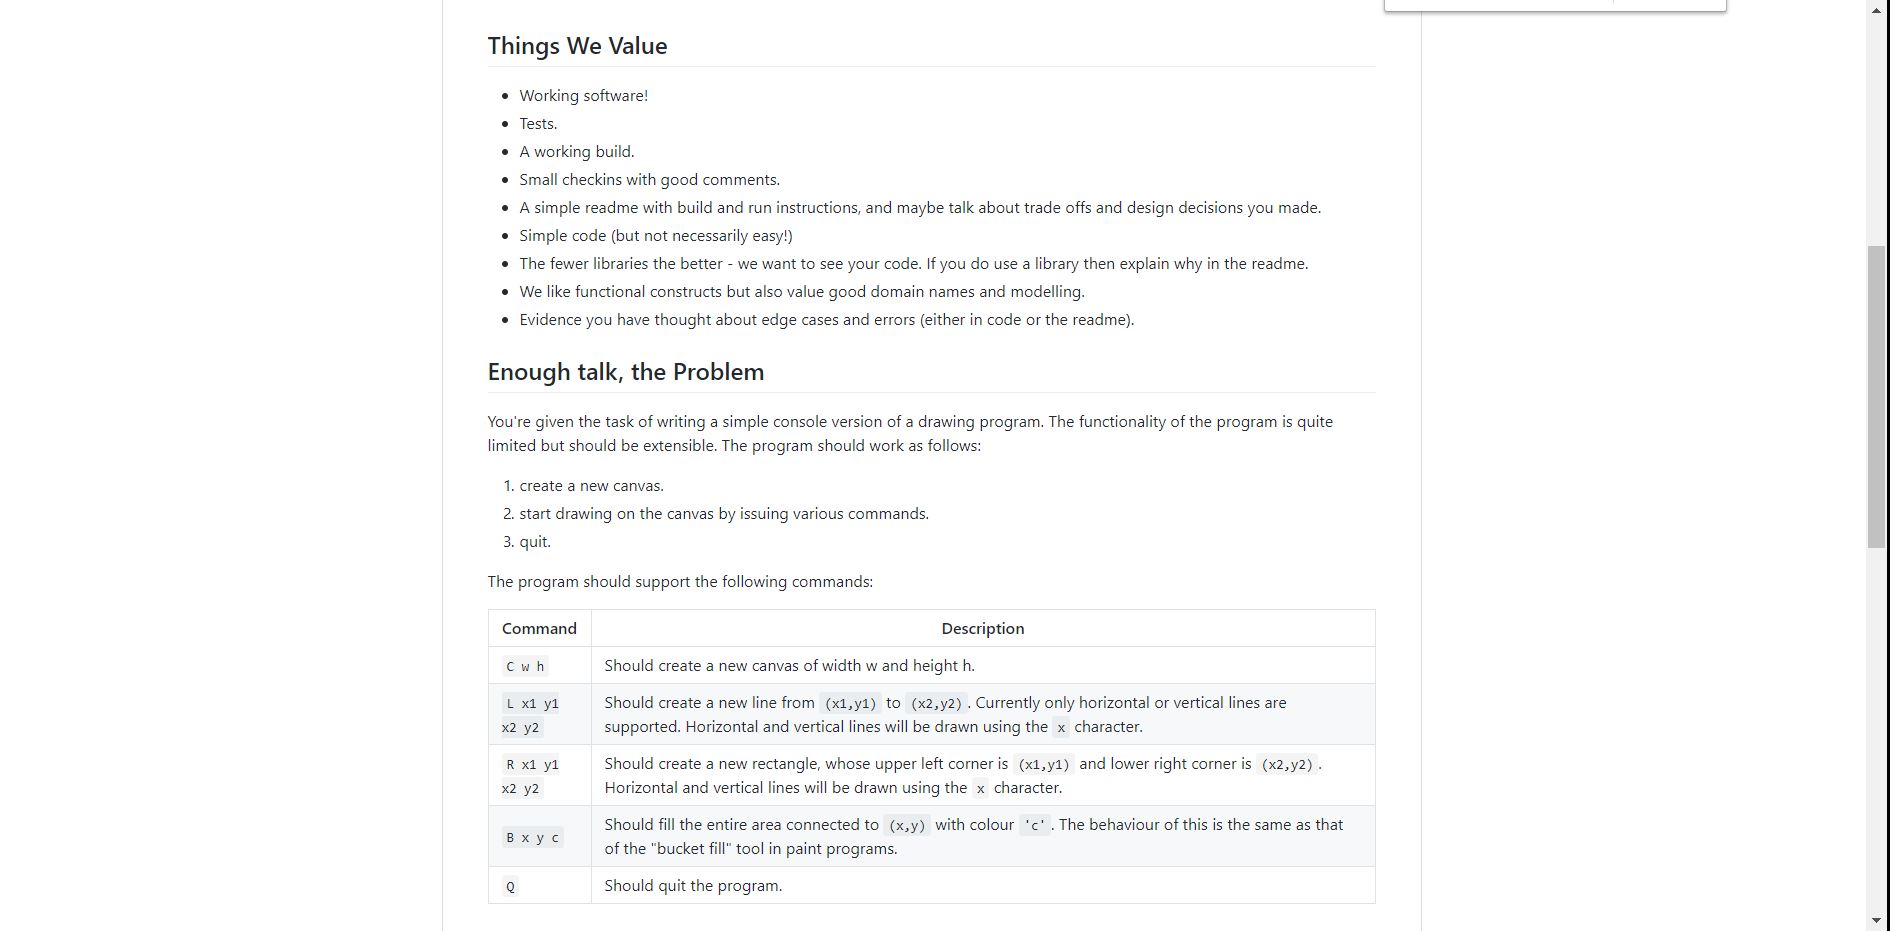 Things We Value
Working software!
Tests.
A working build.
Small checkins with good comments.
A simple readme with build and run instructions, and maybe talk about trade offs and design decisions you made.
Simple code (but not necessarily easy!)
The fewer libraries the better - we want to see your code. If you do use a library then explain why in the readme.
We like functional constructs but also value good domain names and modelling.
Evidence you have thought about edge cases and errors (either in code or the readme).
Enough talk, the Problem
You're given the task of writing a simple console version of a drawing program. The functionality of the program is quite
limited but should be extensible. The program should work as follows:
1. create a new canvas.
2. start drawing on the canvas by issuing various commands.
3. quit.
The program should support the following commands:
Command Description
C w h Should create a new canvas of width w and height h.
L x1 y1 Should create a new line from (x1,y1) to (x2,y2). Currently only horizontal or vertical lines are
x2 y2 supported. Horizontal and vertical lines will be drawn using the x character.
R x1 y1 Should create a new rectangle, whose upper left corner is (x1,y1) and lower right corner is (x2,y2).
x2 y2 Horizontal and vertical lines will be drawn using the x character.
B x y c Should fill the entire area connected to (x,y) with colour 'c'. The behaviour of this is the same as that
of the "bucket fill" tool in paint programs.
Q Should quit the program.